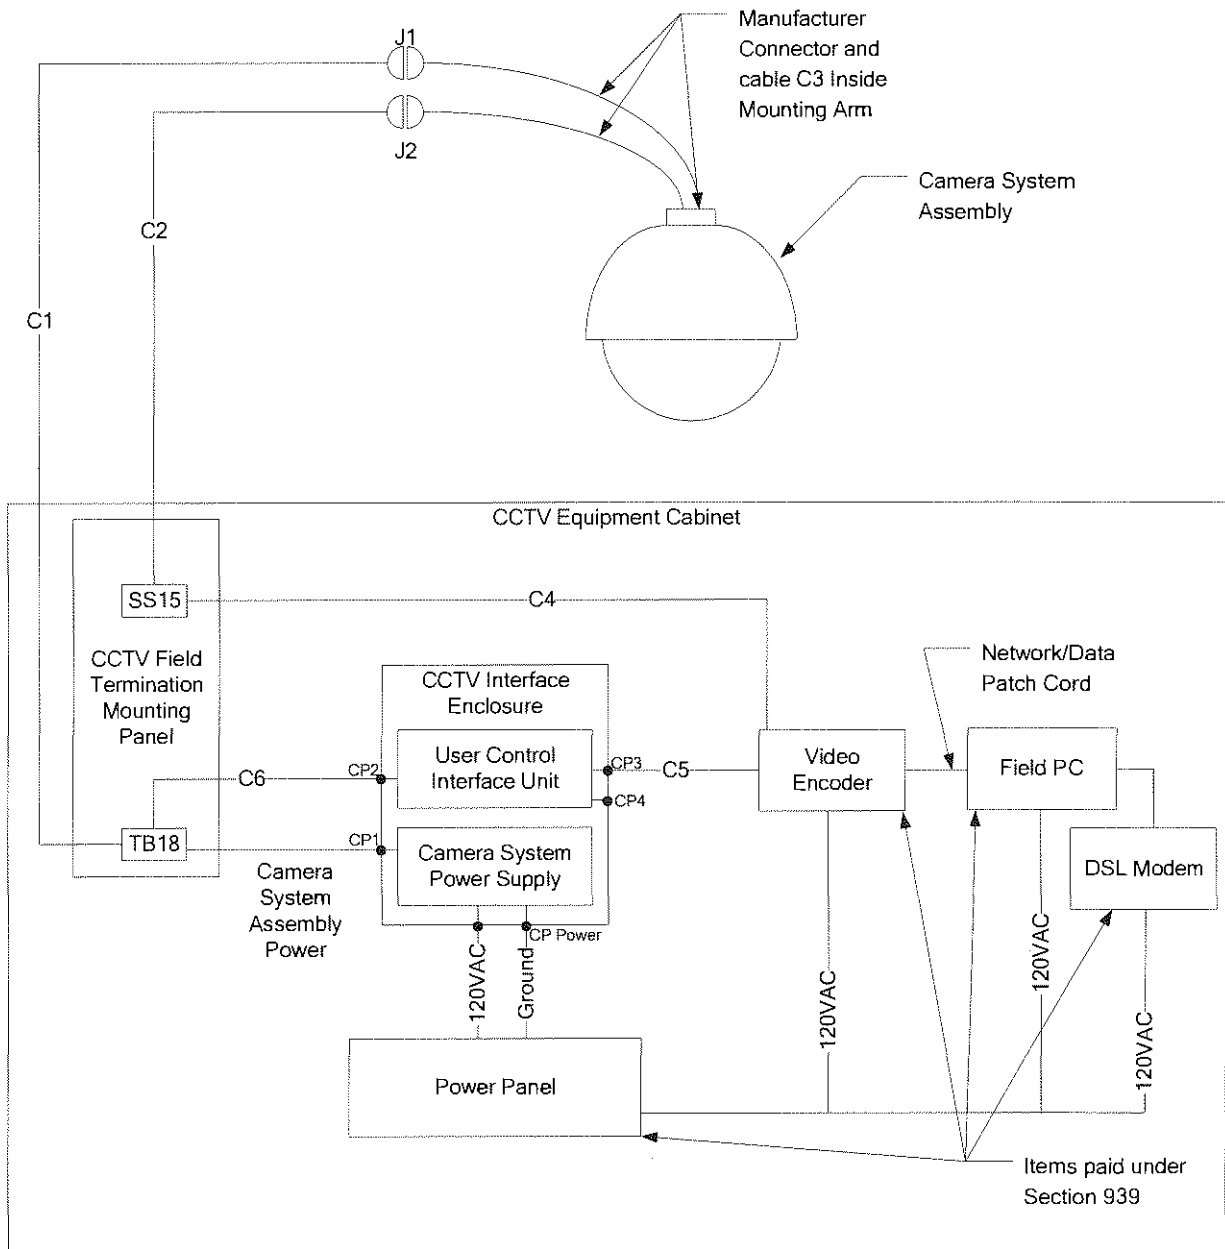 Manufacturer
Connector and
cable C3 Inside
Mounting Arm
J1
J2
Camera System
Assembly
C2
C1
CCTV Equipment Cabinet
SS15
C4
CCTV Field
Termination
Mounting
Panel
CCTV Interface
Enclosure
Network/Data
Patch Cord
User Control
Interface Unit
CP2
CP3
C6
C5
CP4
Video
Encoder
Field PC
TB18
CP1
Camera System
Power Supply
DSL Modem
Camera
System
Assembly
Power
CP Power
120VAC
Ground
120VAC
120VAC
120VAC
Power Panel
Items paid under
Section 939